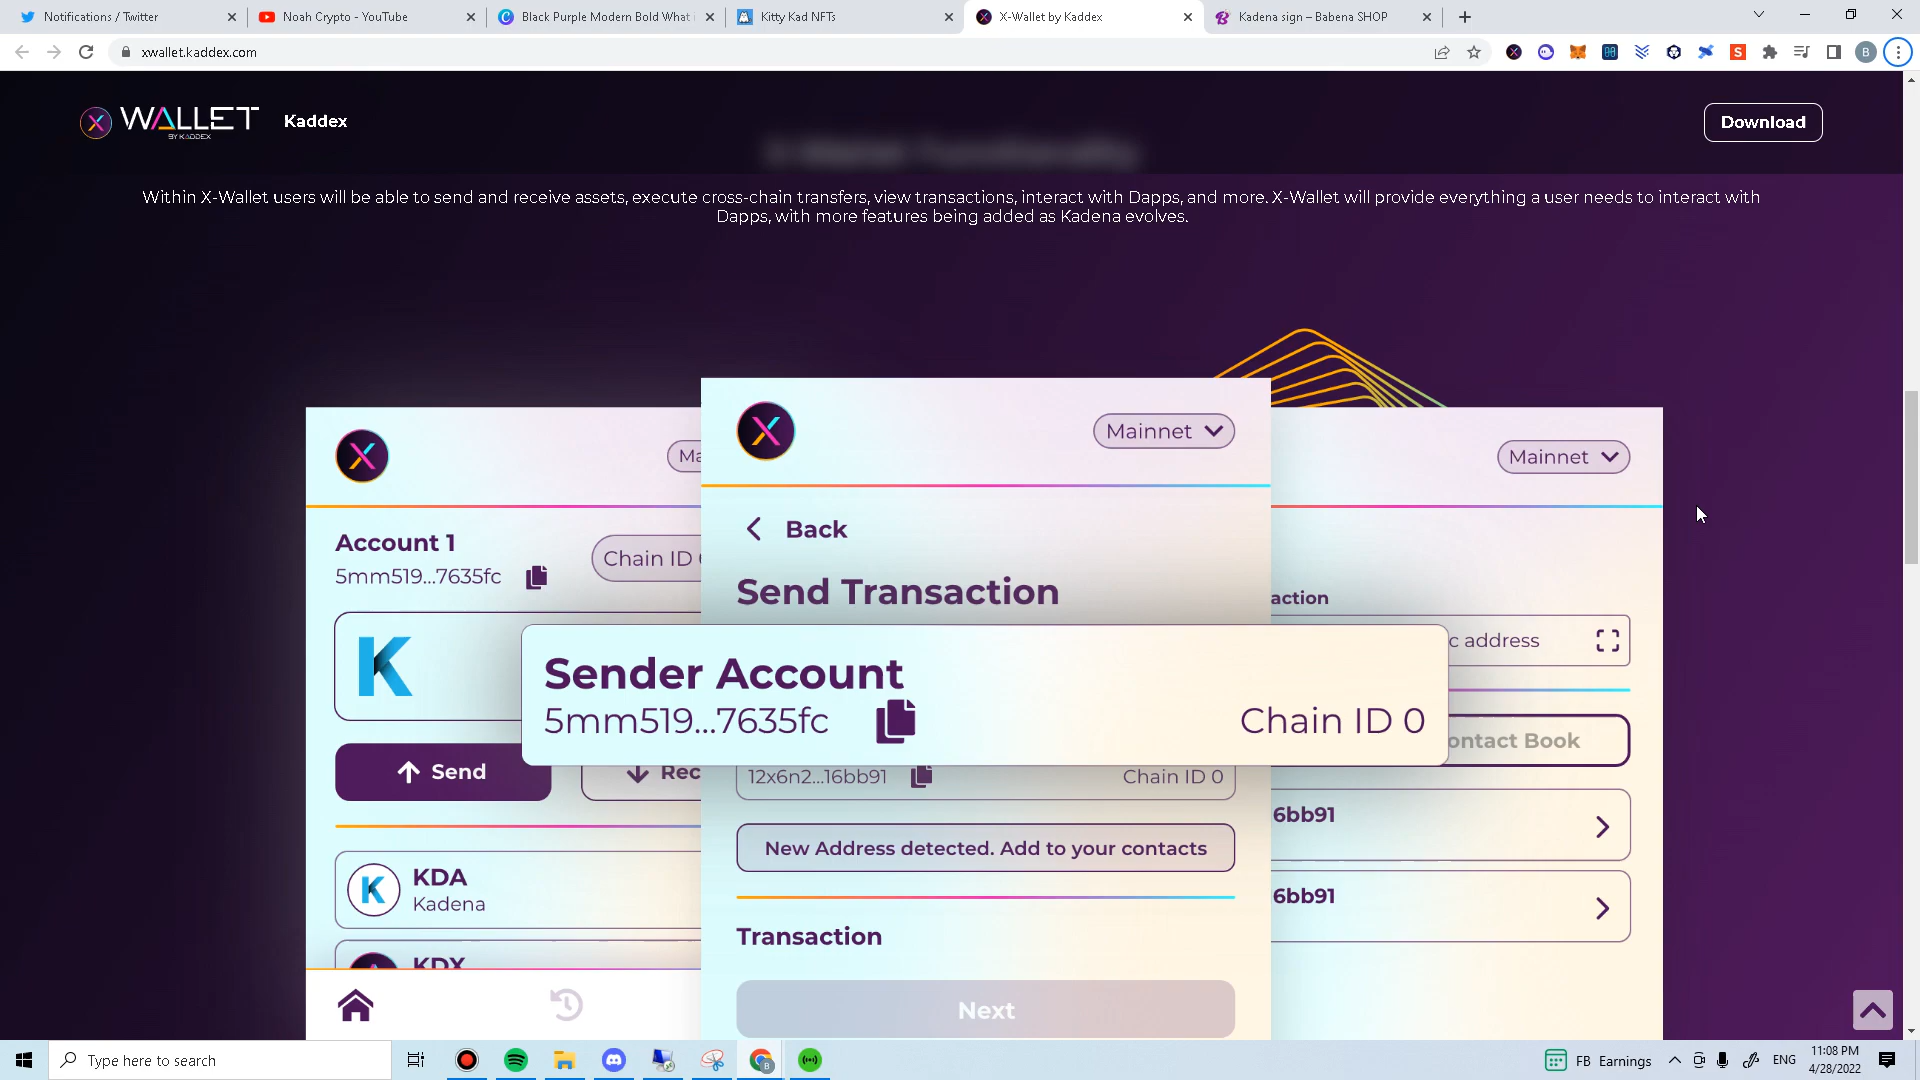 Notifications / Twitter
Noah Crypto - YouTube
Black Purple Modern Bold What i
Kitty Kad NFTs
X-Wallet by Kaddex
Kadena sign – Babena SHOP
xwallet.kaddex.com
B
X WALLET
BY KADDEX
Kaddex
Download
X-Wallet Functionality
Within X-Wallet users will be able to send and receive assets, execute cross-chain transfers, view transactions, interact with Dapps, and more. X-Wallet will provide everything a user needs to interact with
Dapps, with more features being added as Kadena evolves.
Ma
Account 1
5mm519...7635fc
Chain ID
Send
Rec
KDA
Kadena
KDX
Mainnet
Back
Send Transaction
Sender Account
5mm519...7635fc
Chain ID 0
12x6n2...16bb91
Chain ID 0
New Address detected. Add to your contacts
Transaction
Next
Mainnet
action
c address
ontact Book
6bb91
6bb91
Type here to search
FB Earnings
ENG
11:08 PM
4/28/2022